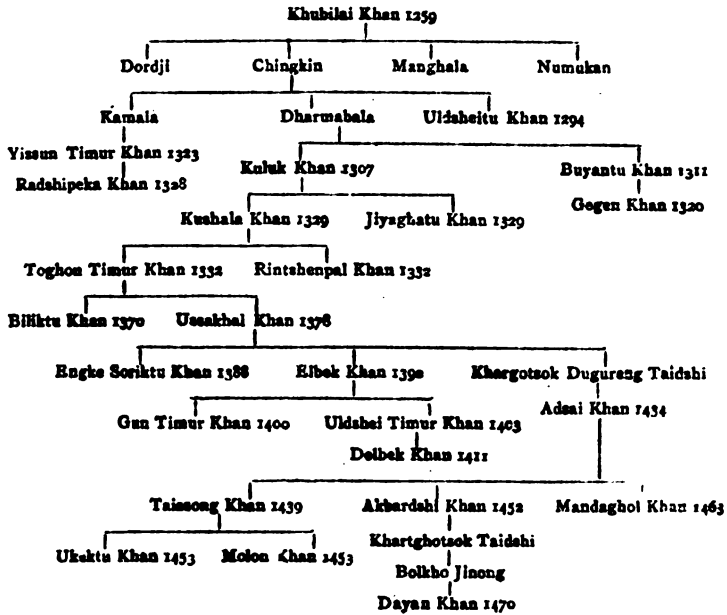 Khubilai Khan 1259
Dordji Chingkin Manghala Numukan
Kamala Dharmabala Uldsheitu Khan 1294
Yissun Timur Khan 1323
Kuluk Khan 1307 Buyantu Khan 1311
Radshipeka Khan 1328
Gegen Khan 1320
Kushala Khan 1329 Jiyaghatu Khan 1329
Toghon Timur Khan 1332 Rintshenpal Khan 1332
Biliktu Khan 1370 Ussakhal Khan 1378
Engke Soriktu Khan 1388 Elbek Khan 1390 Khargotsok Dugureng Taidshi
Adsai Khan 1434
Gun Timur Khan 1400 Uldshei Timur Khan 1403
Delbek Khan 1411
Taissong Khan 1439 Akbardshi Khan 1452 Mandaghol Khan 1463
Khartghotsok Taidshi
Ukektu Khan 1453 Molon Khan 1453
Bolkho Jinong
Dayan Khan 1470